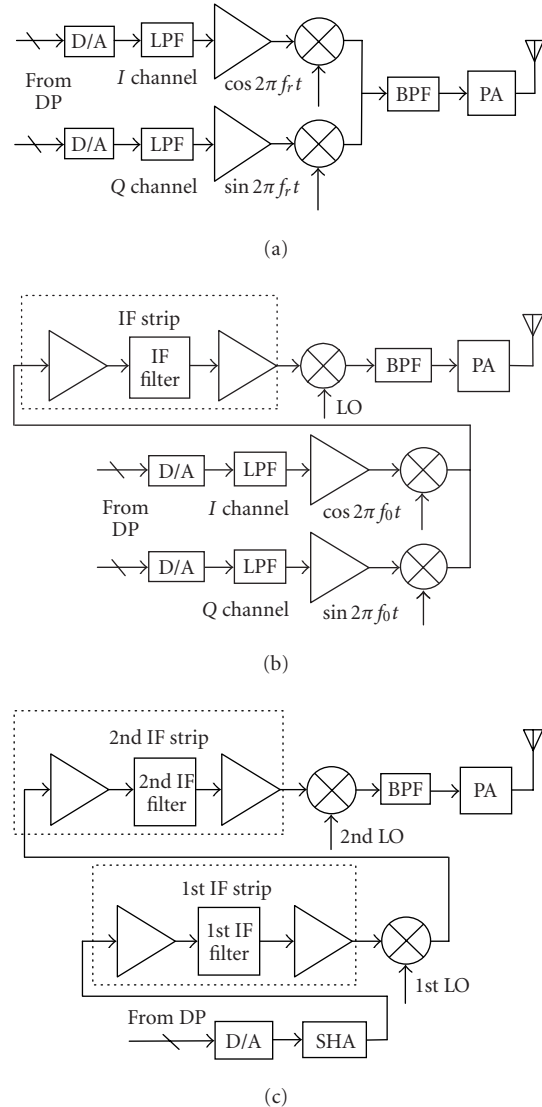 D/A
LPF
From DP
I channel
cos 2π f_r t
BPF
PA
D/A
LPF
Q channel
sin 2π f_r t
(a)
IF strip
IF filter
LO
BPF
PA
D/A
LPF
From DP
I channel
cos 2π f_0 t
D/A
LPF
Q channel
sin 2π f_0 t
(b)
2nd IF strip
2nd IF
filter
BPF
PA
2nd LO
1st IF strip
1st IF
filter
1st LO
From DP
D/A
SHA
(c)